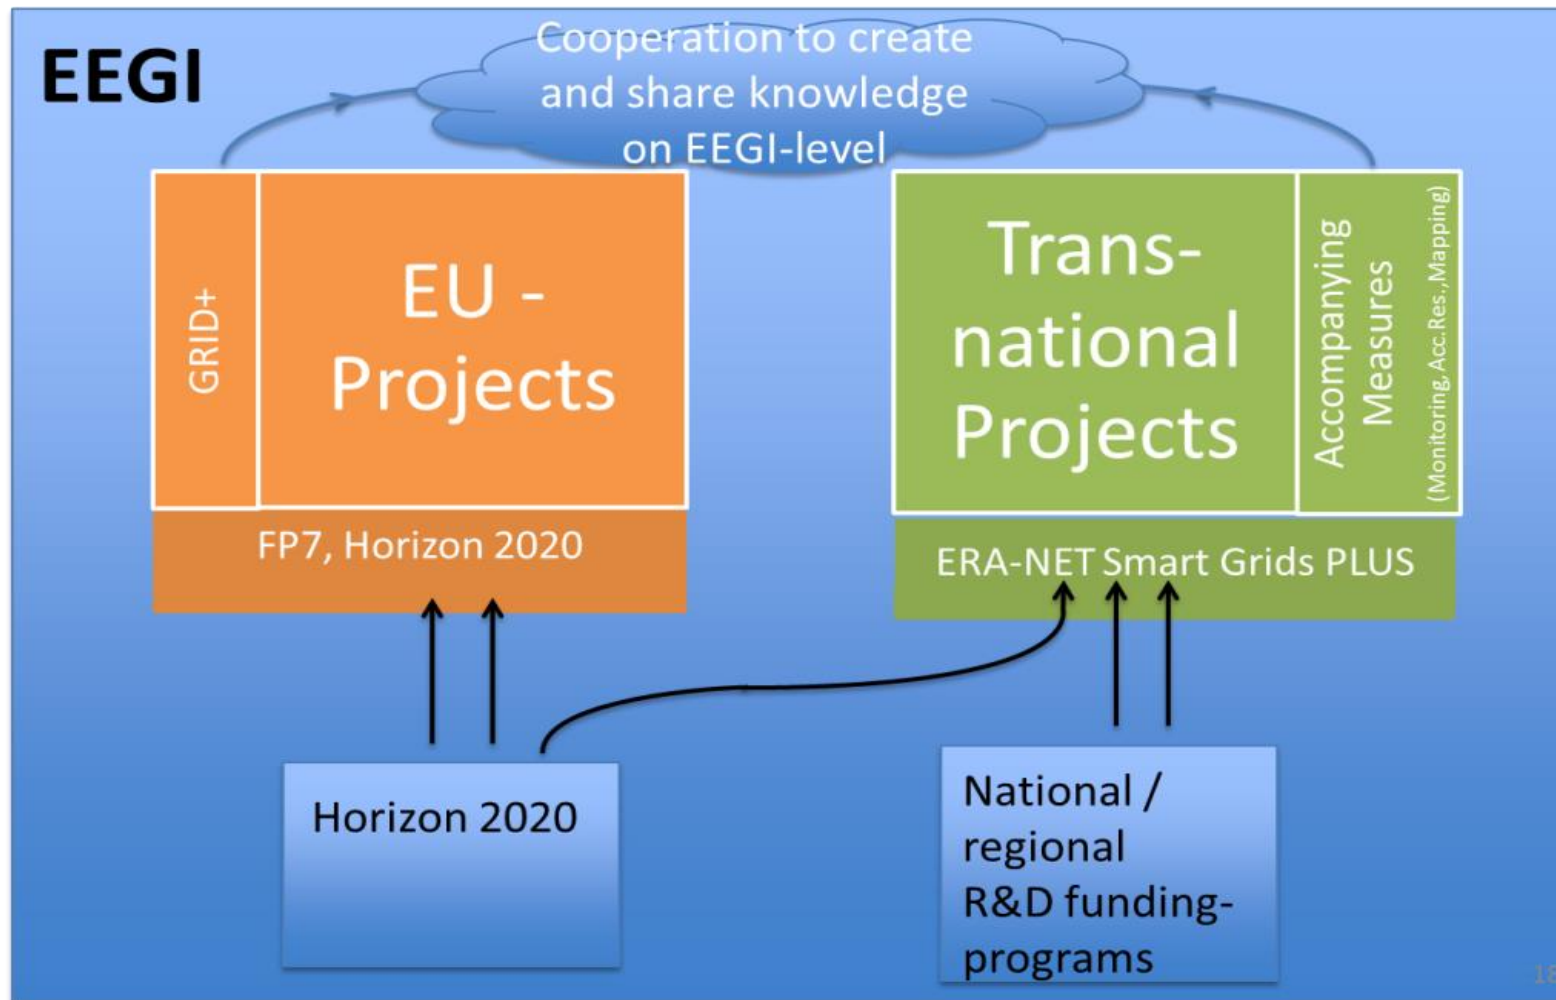 EEGI
Cooperation to create
and share knowledge
on EEGI-level
GRID+
EU -
Projects
FP7, Horizon 2020
Trans-
national
Projects
Accompanying
Measures
(Monitoring, Acc.Res.,Mapping)
ERA-NET Smart Grids PLUS
Horizon 2020
National /
regional
R&D funding-
programs
18